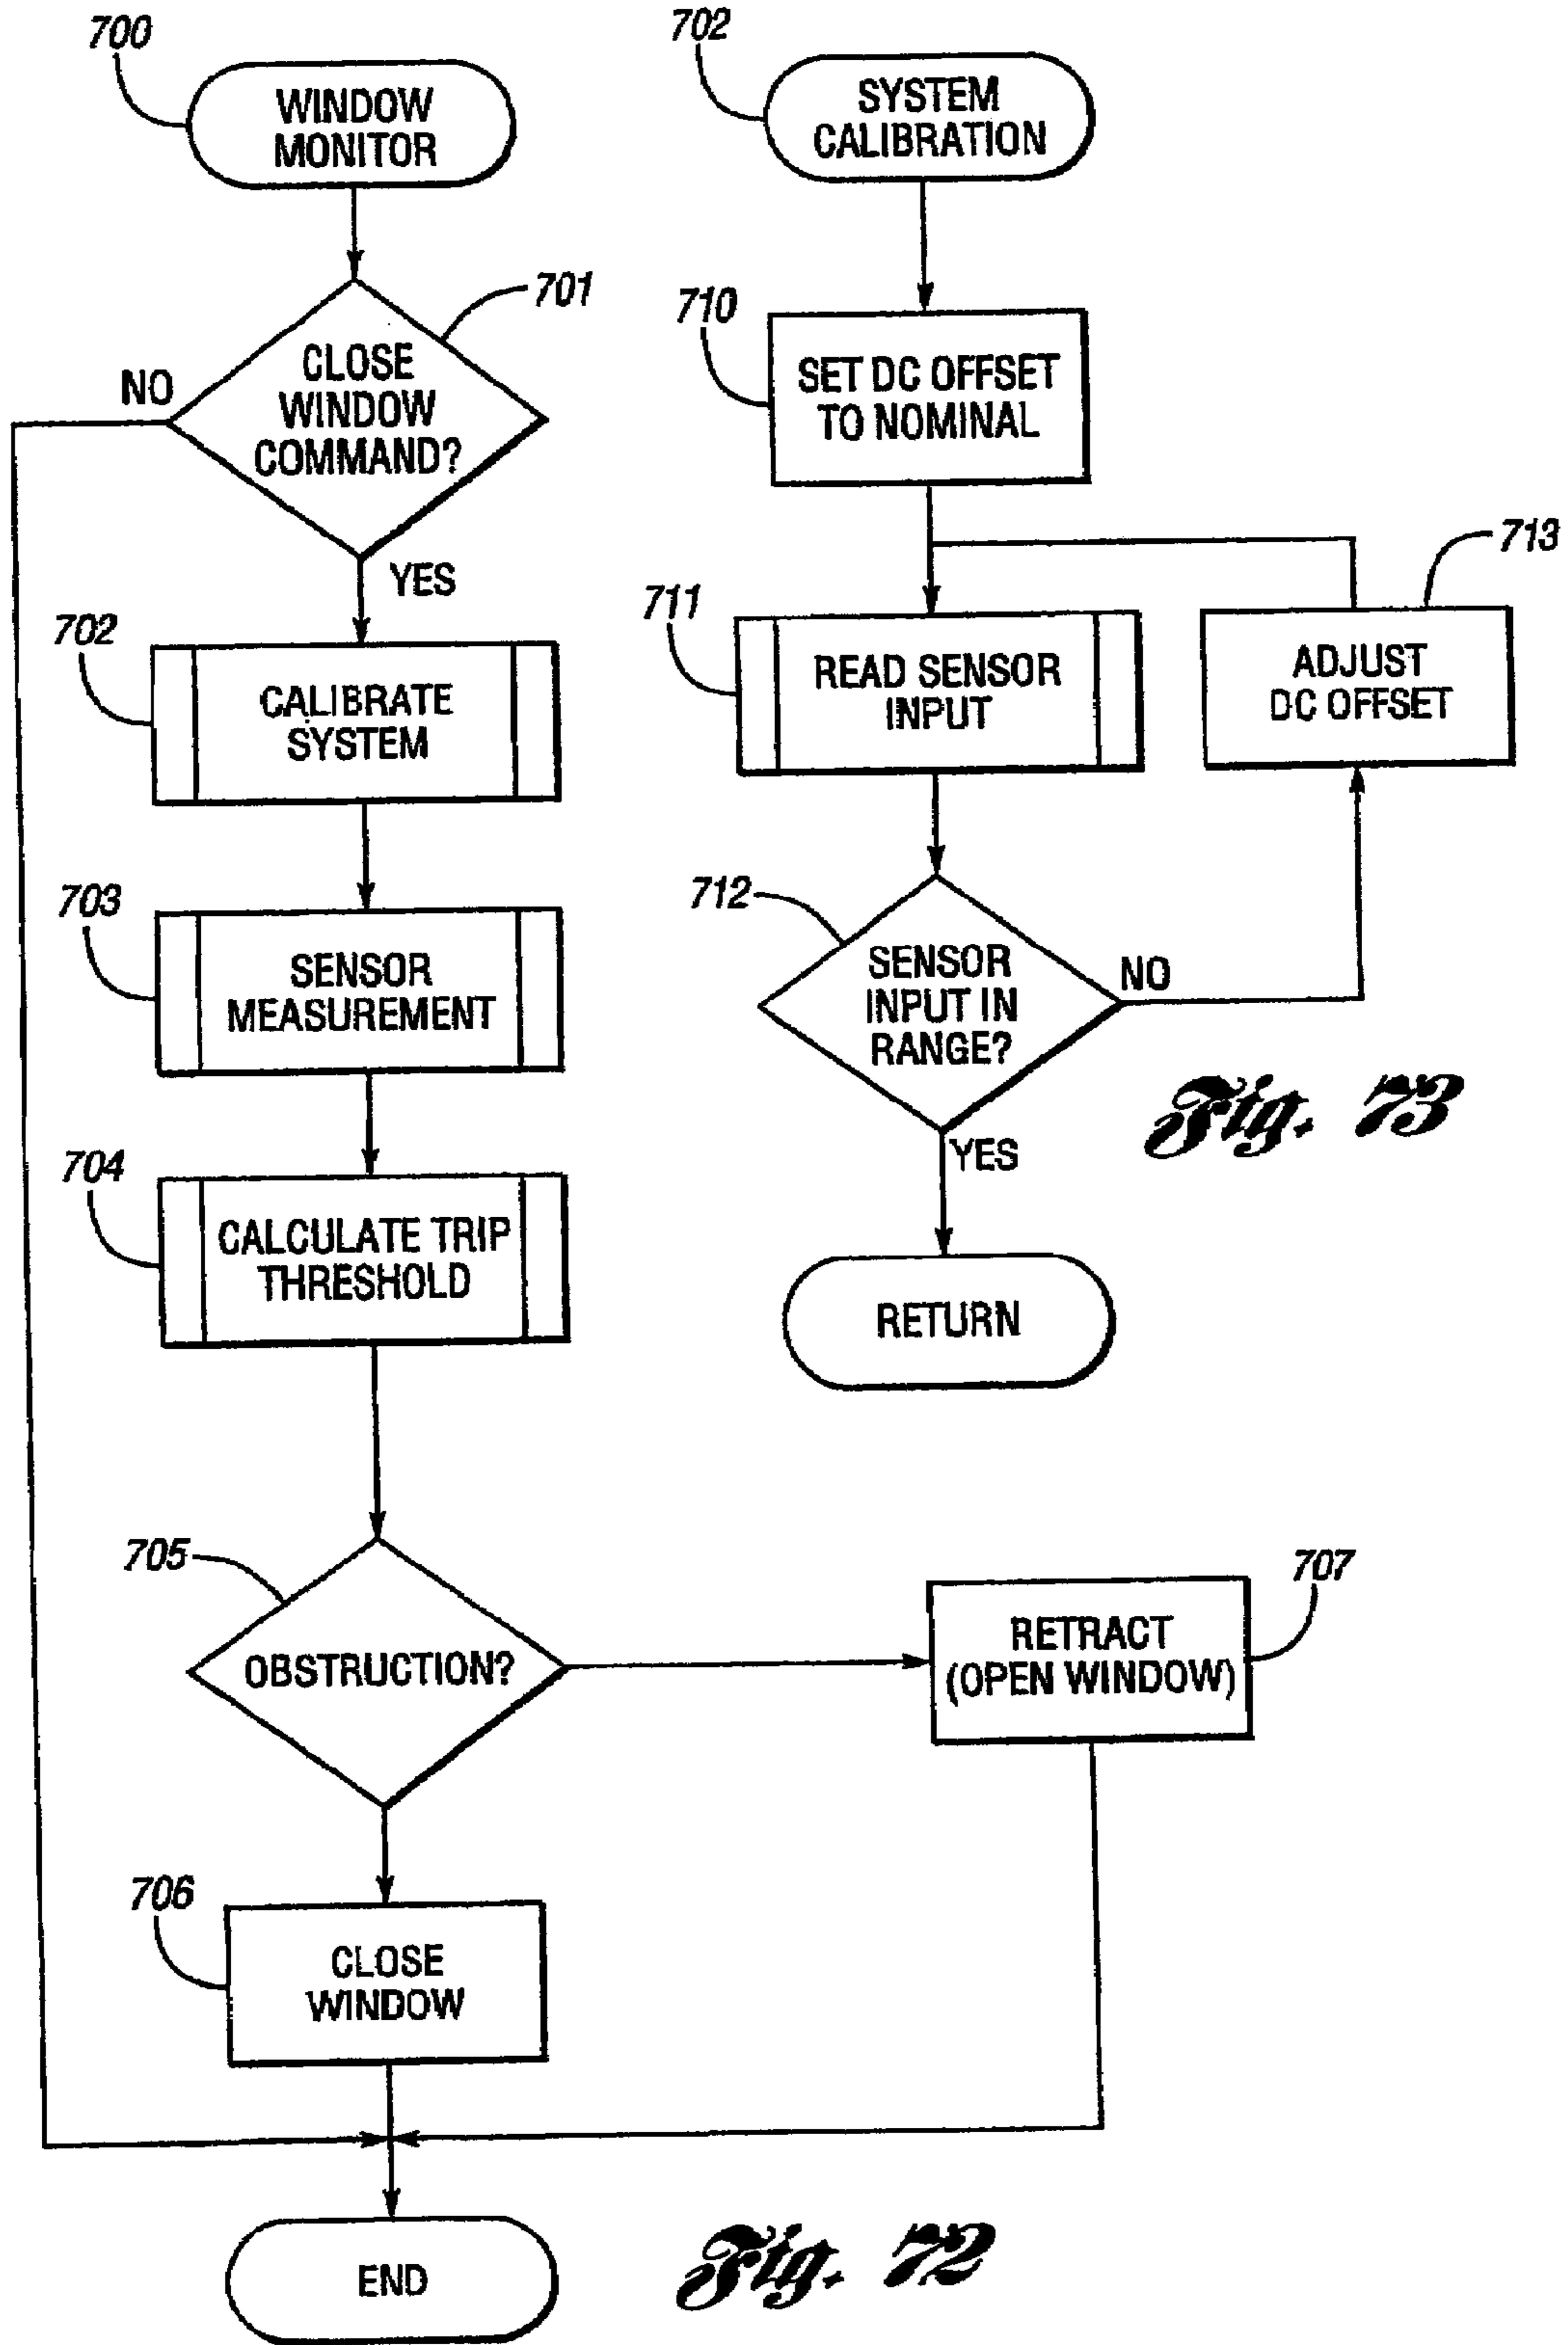 700
WINDOW
MONITOR
701
CLOSE
WINDOW
COMMAND?
NO
YES
702
CALIBRATE
SYSTEM
703
SENSOR
MEASUREMENT
704
CALCULATE TRIP
THRESHOLD
705
OBSTRUCTION?
707
RETRACT
(OPEN WINDOW)
706
CLOSE
WINDOW
END
Fig. 72
702
SYSTEM
CALIBRATION
710
SET DC OFFSET
TO NOMINAL
713
711
READ SENSOR
INPUT
ADJUST
DC OFFSET
712
SENSOR
INPUT IN
RANGE?
NO
YES
RETURN
Fig. 73